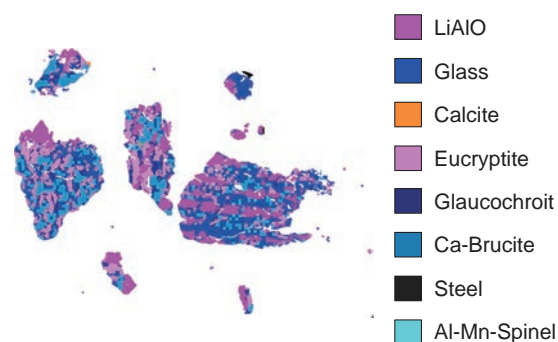 LiAlO
Glass
Calcite
Eucryptite
Glaucochroit
Ca-Brucite
Steel
Al-Mn-Spinel